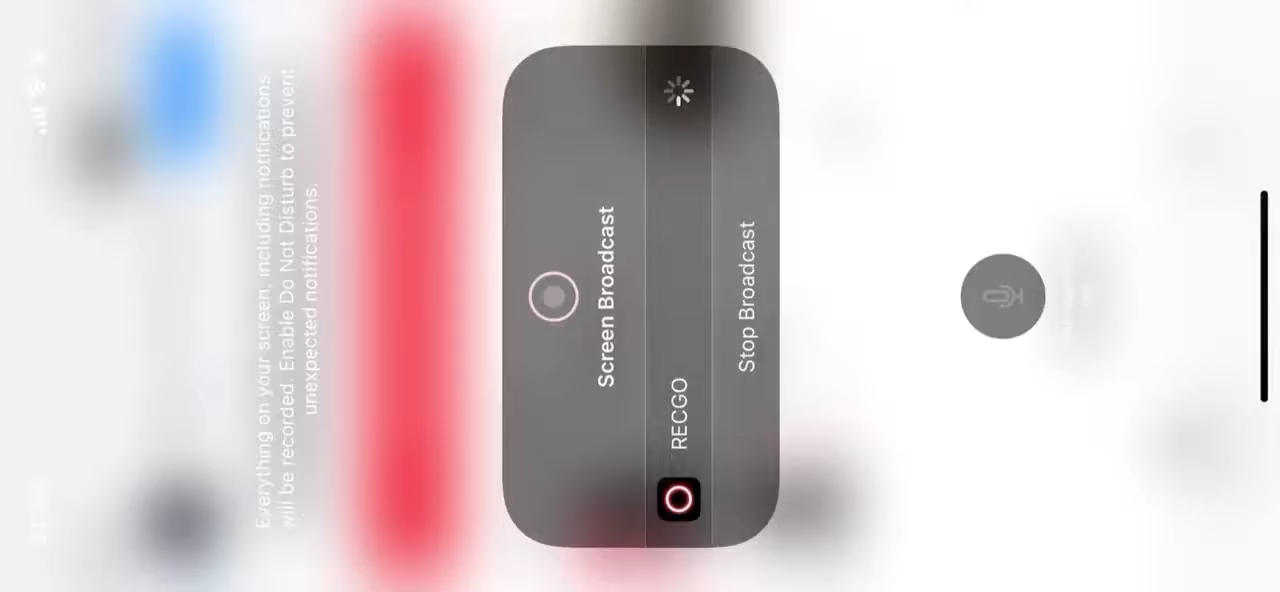 Everything on your screen, including notifications,
will be recorded. Enable Do Not Disturb to prevent
unexpected notifications.
Screen Broadcast
RECGO
Stop Broadcast